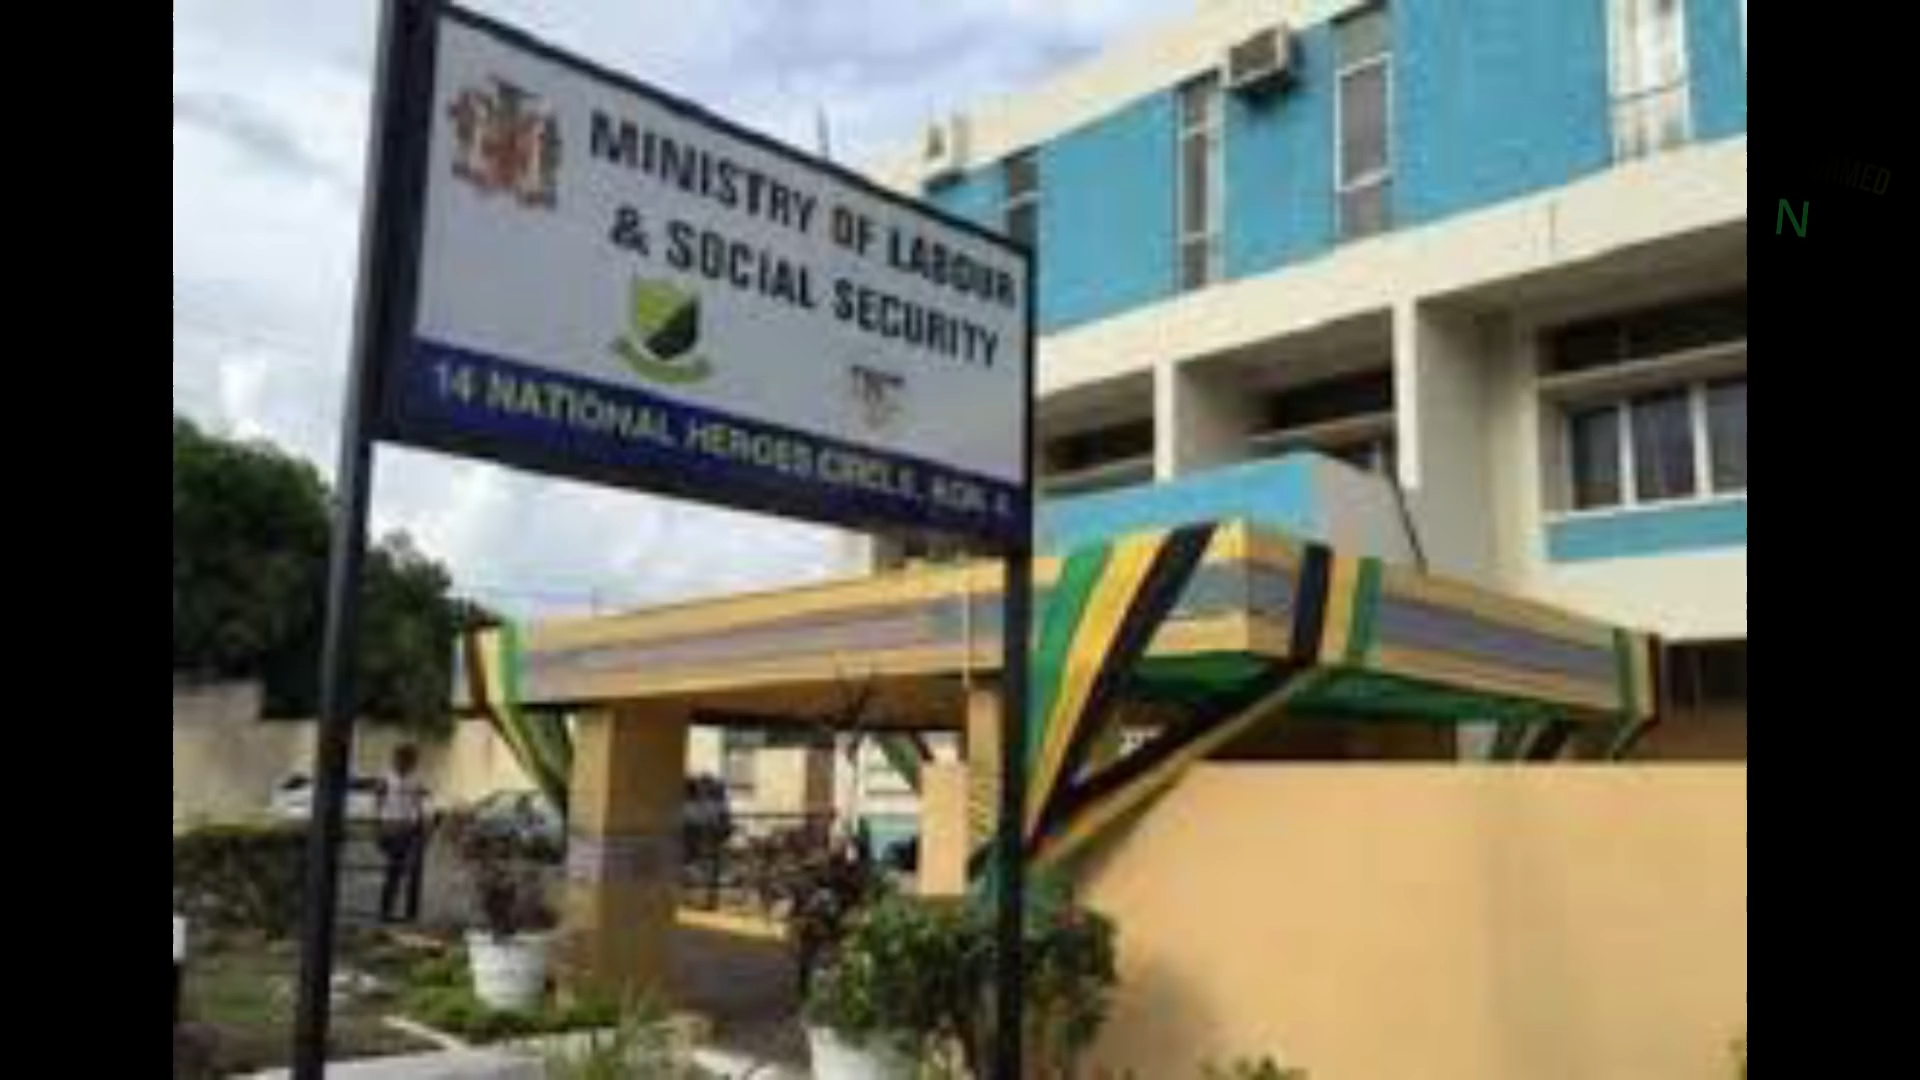 MINISTRY OF LABOUR
& SOCIAL SECURITY
14 NATIONAL HEROES CIRCLE, KGN 4
N